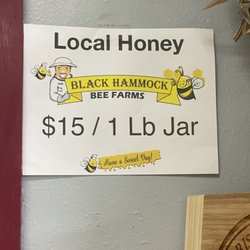 Local Honey
BLACK HAMMOCK
BEE FARMS
$15 / 1 Lb Jar
Have a Sweet Day!